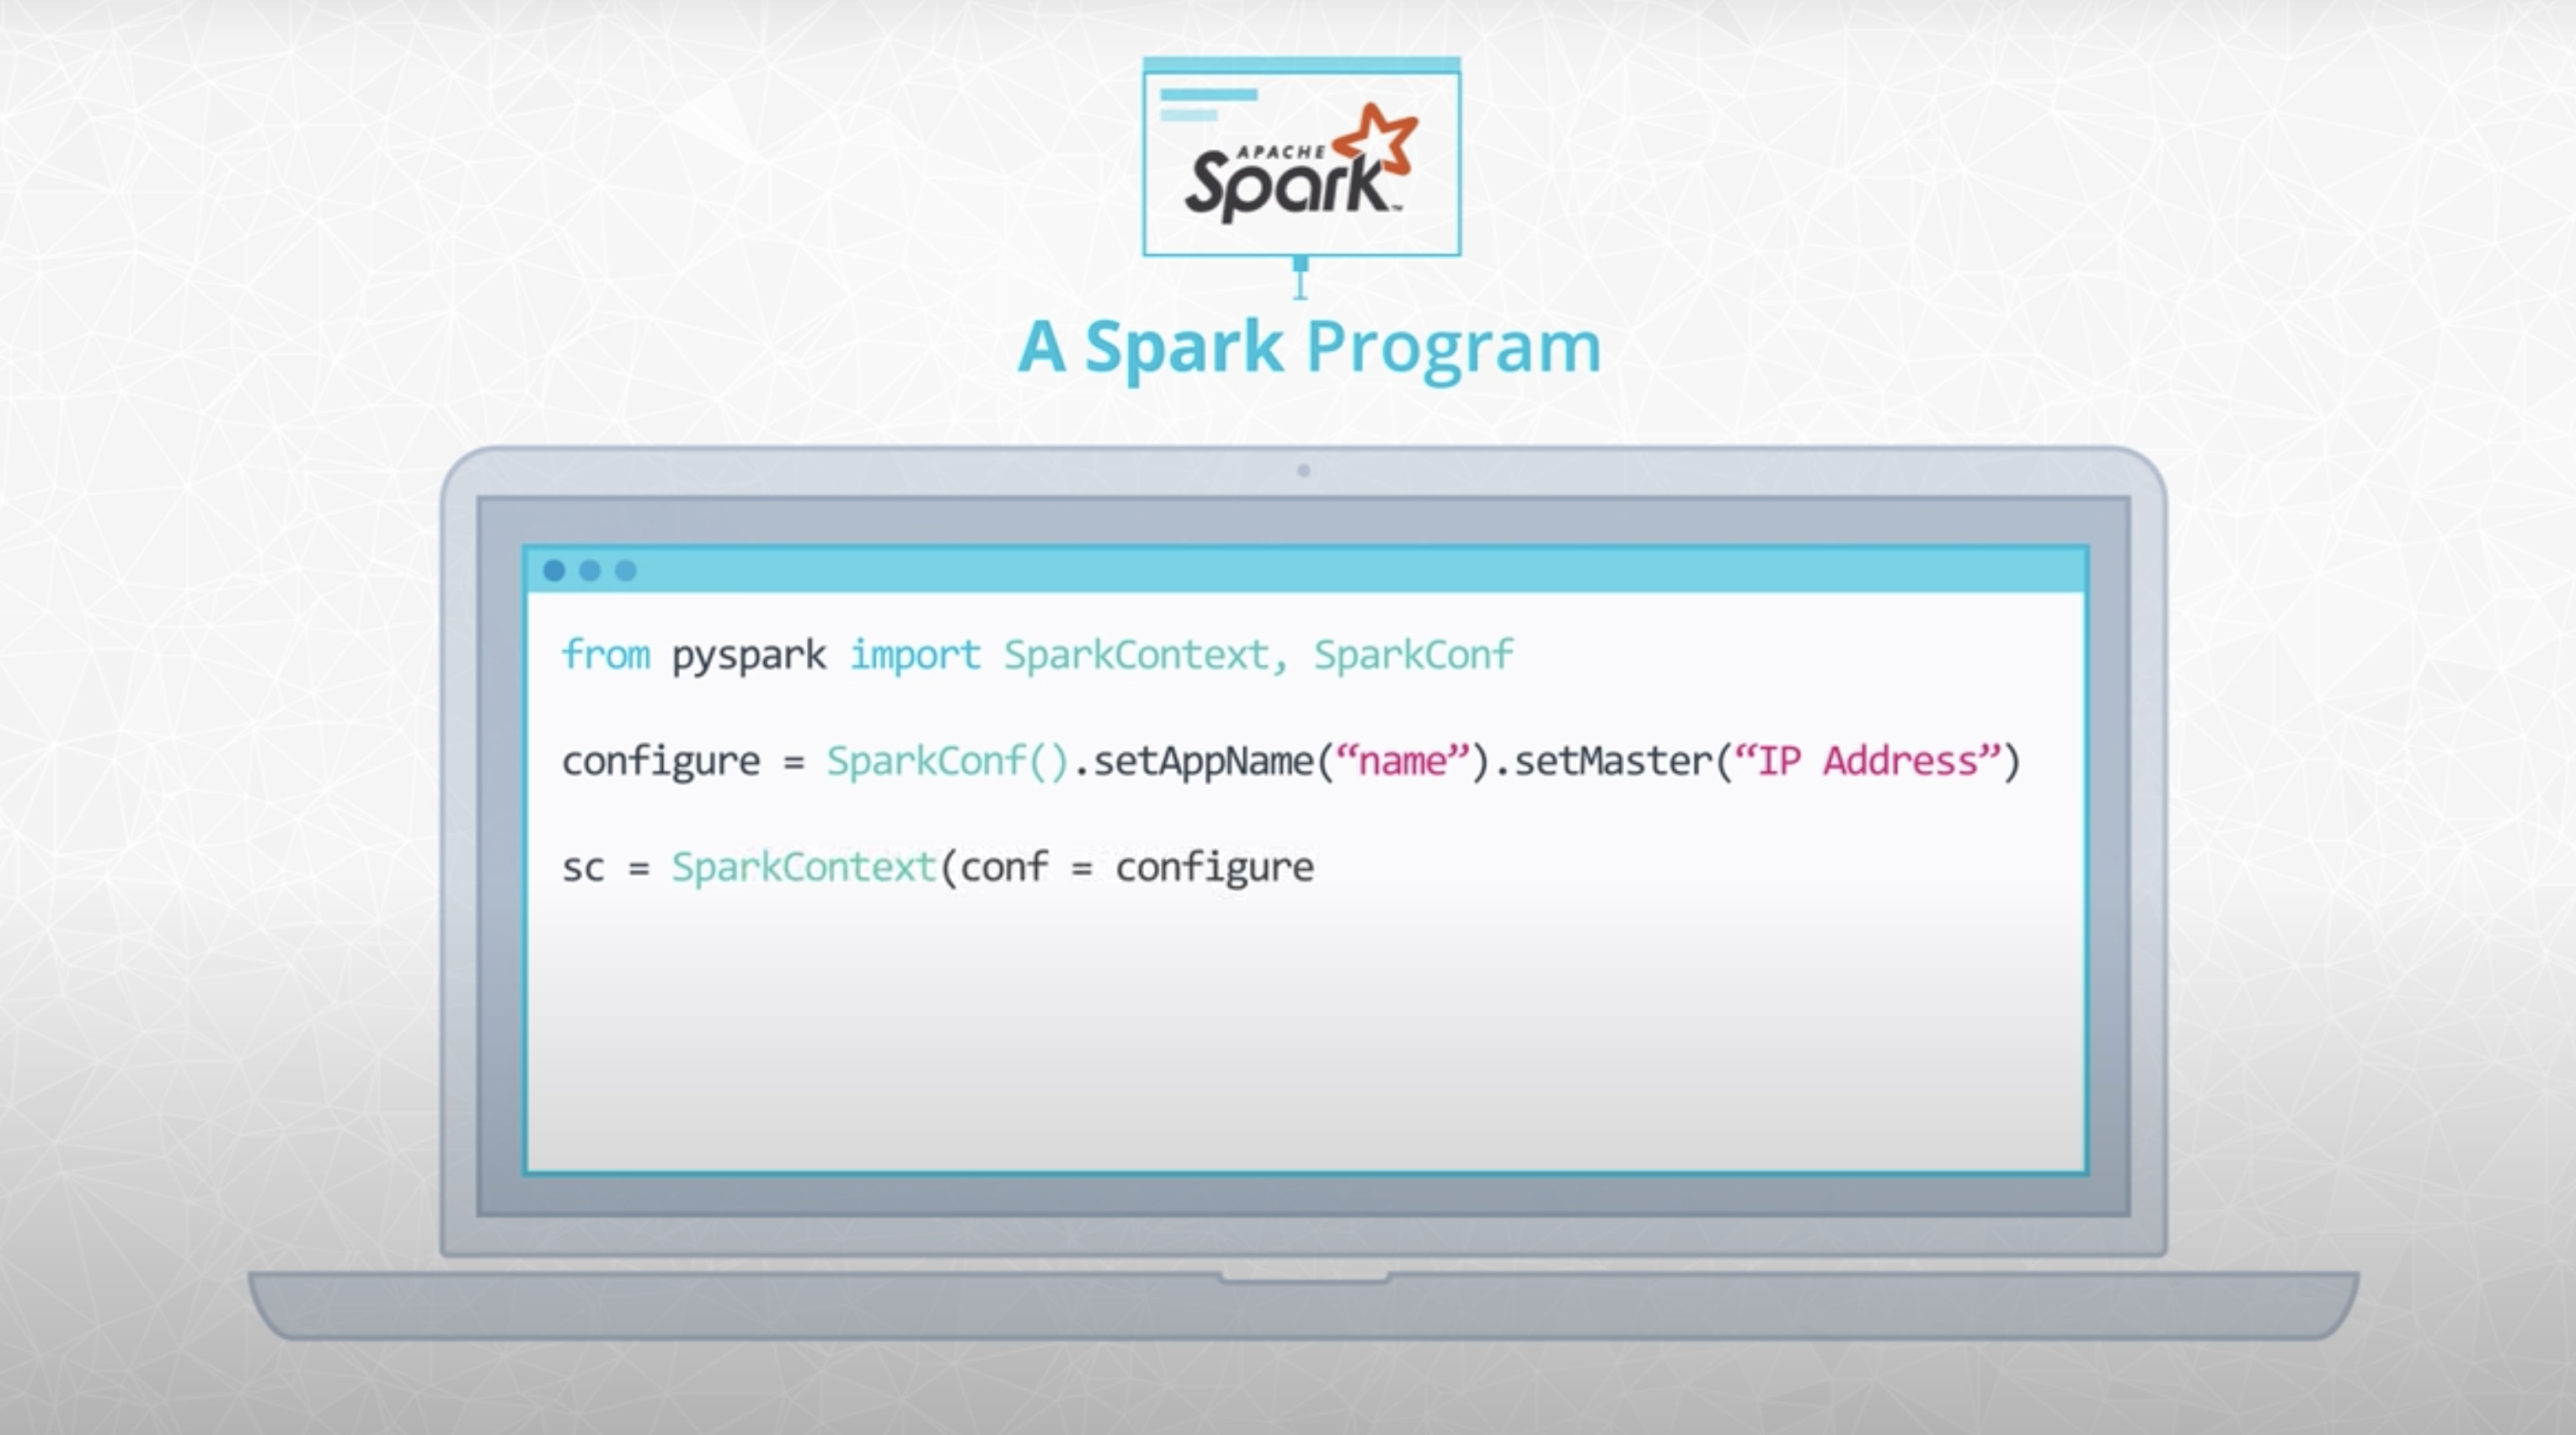 APACHE
Spark™
A Spark Program
from pyspark import SparkContext, SparkConf
configure = SparkConf().setAppName(“name”).setMaster(“IP Address”)
sc = SparkContext(conf = configure